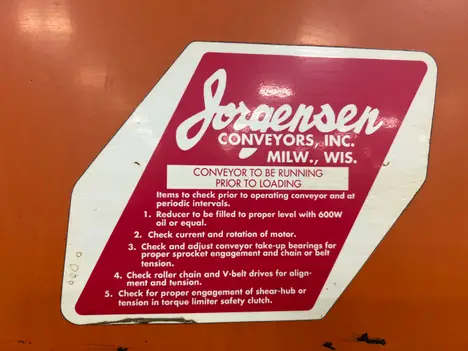 Jorgensen
CONVEYORS, INC.
MILW., WIS.
CONVEYOR TO BE RUNNING
PRIOR TO LOADING
Items to check prior to operating conveyor and at
periodic intervals.
1. Reducer to be filled to proper level with 600W
oil or equal.
2. Check current and rotation of motor.
3. Check and adjust conveyor take-up bearings for
proper sprocket engagement and chain or belt
tension.
4. Check roller chain and V-belt drives for align-
ment and tension.
5. Check for proper engagement of shear-hub or
tension in torque limiter safety clutch.